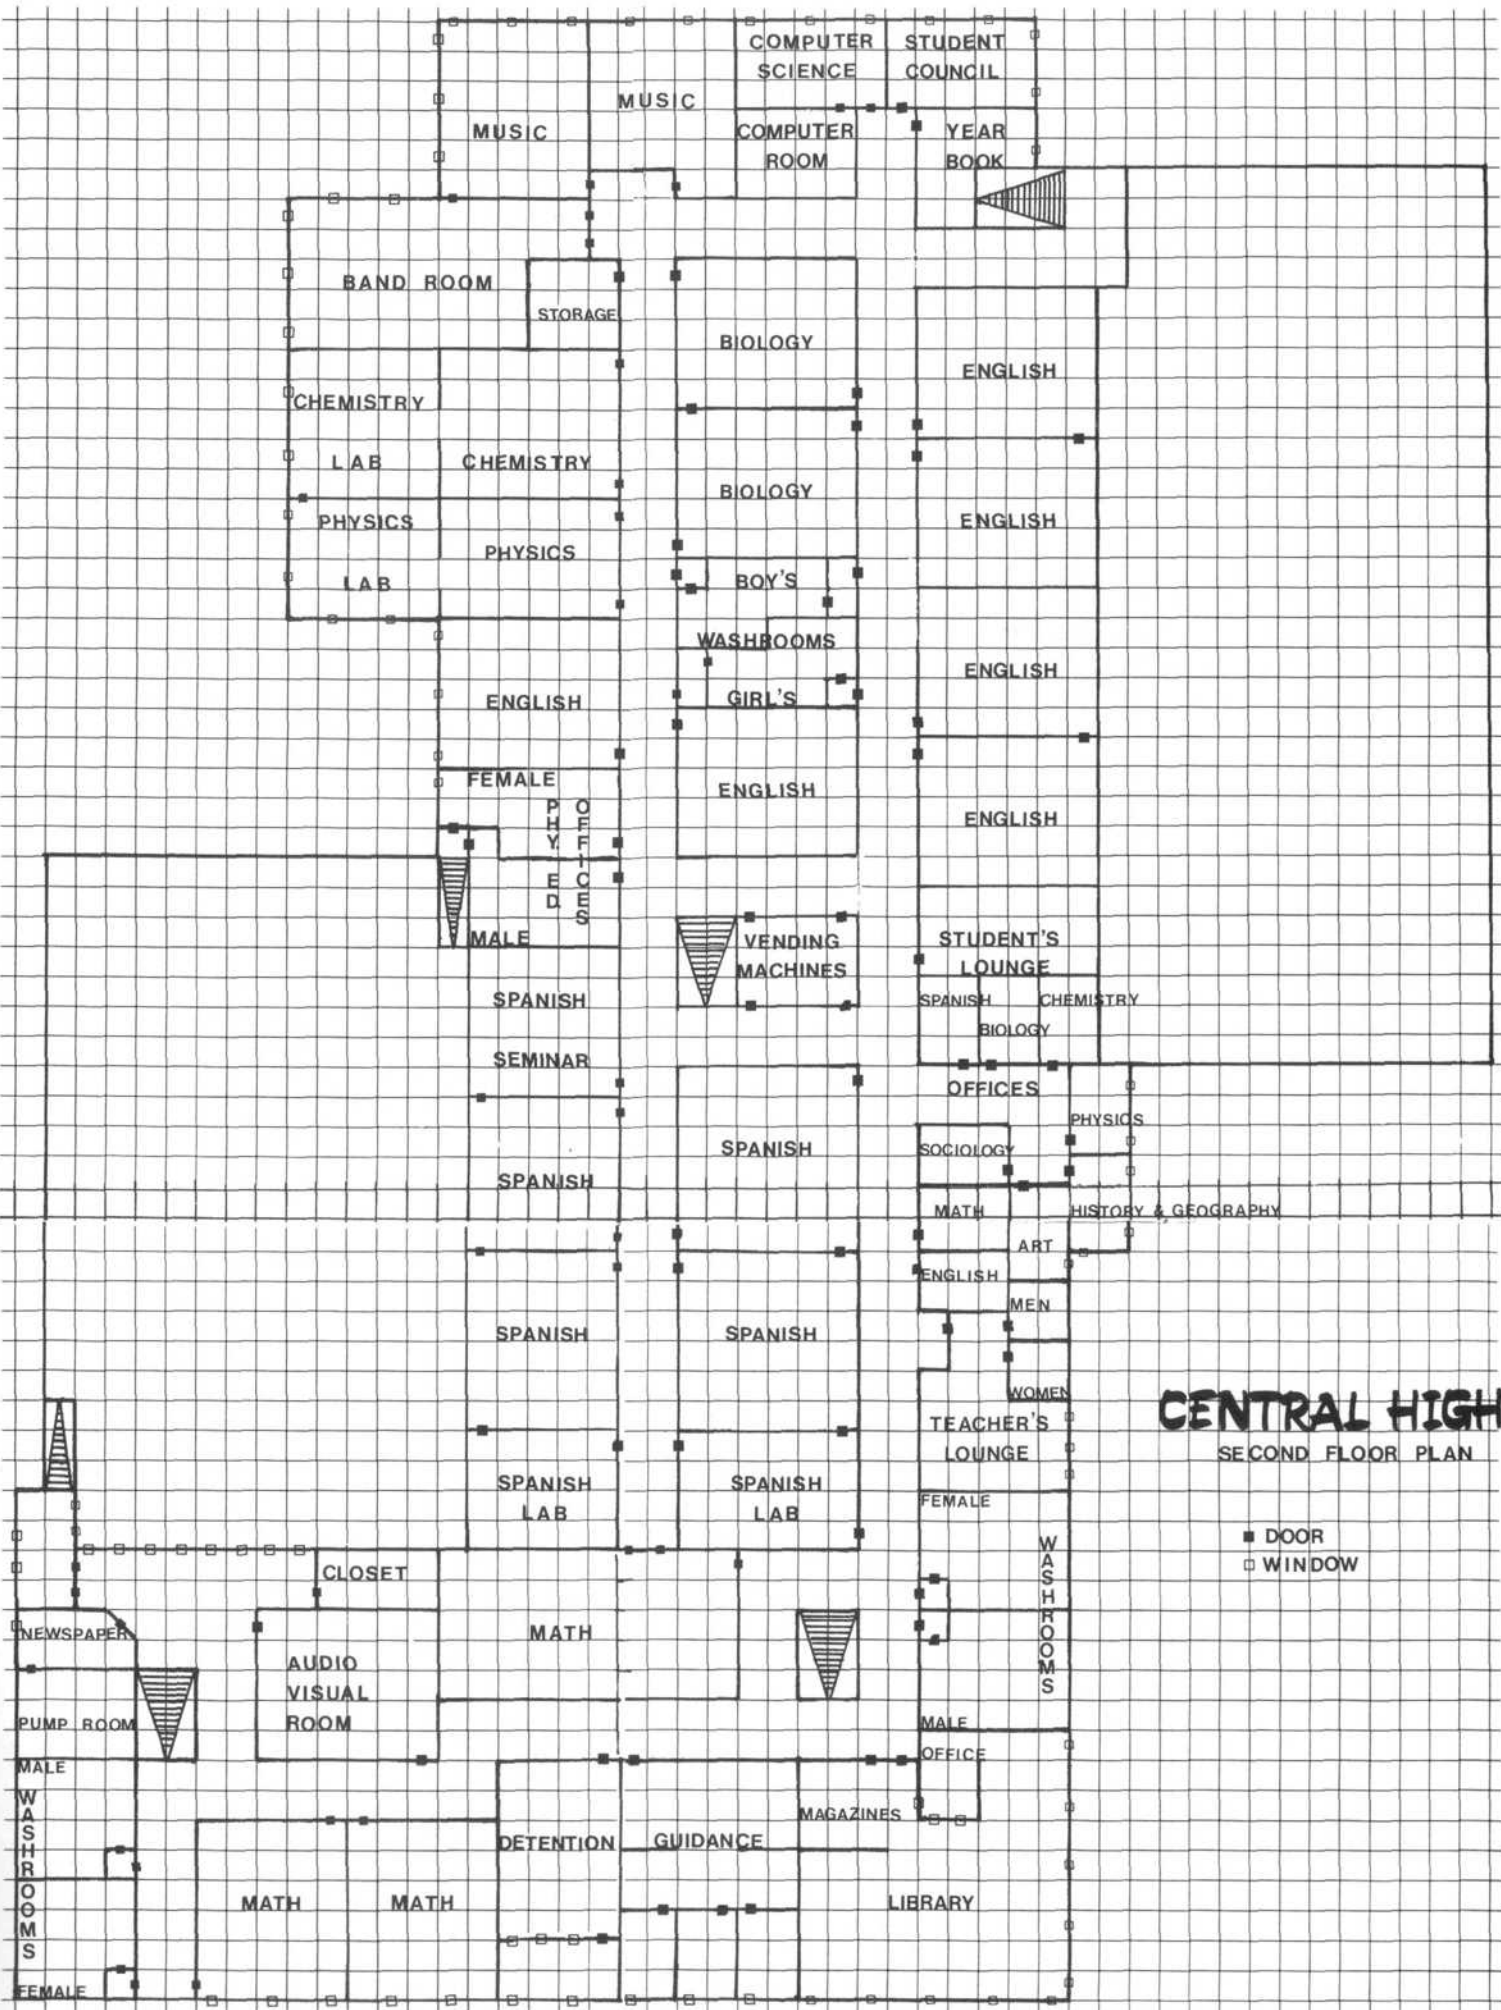 COMPUTER
SCIENCE
STUDENT
COUNCIL
MUSIC
MUSIC
COMPUTER
ROOM
YEAR
BOOK
BAND ROOM
STORAGE
BIOLOGY
ENGLISH
CHEMISTRY
LAB
CHEMISTRY
BIOLOGY
ENGLISH
PHYSICS
LAB
PHYSICS
BOY'S
WASHROOMS
GIRL'S
ENGLISH
ENGLISH
FEMALE
PHY. ED.
OFFICES
MALE
ENGLISH
ENGLISH
VENDING
MACHINES
STUDENT'S
LOUNGE
SPANISH
SEMINAR
SPANISH
BIOLOGY
CHEMISTRY
OFFICES
PHYSICS
SPANISH
SOCIOLOGY
SPANISH
MATH
HISTORY & GEOGRAPHY
ART
ENGLISH
MEN
SPANISH
SPANISH
WOMEN
TEACHER'S
LOUNGE
CENTRAL HIGH
SECOND FLOOR PLAN
SPANISH
LAB
SPANISH
LAB
FEMALE
WASHROOMS
MALE
DOOR
WINDOW
CLOSET
NEWSPAPER
MATH
AUDIO
VISUAL
ROOM
PUMP ROOM
MALE
WASHROOMS
FEMALE
OFFICE
MAGAZINES
DETENTION
GUIDANCE
MATH
MATH
LIBRARY